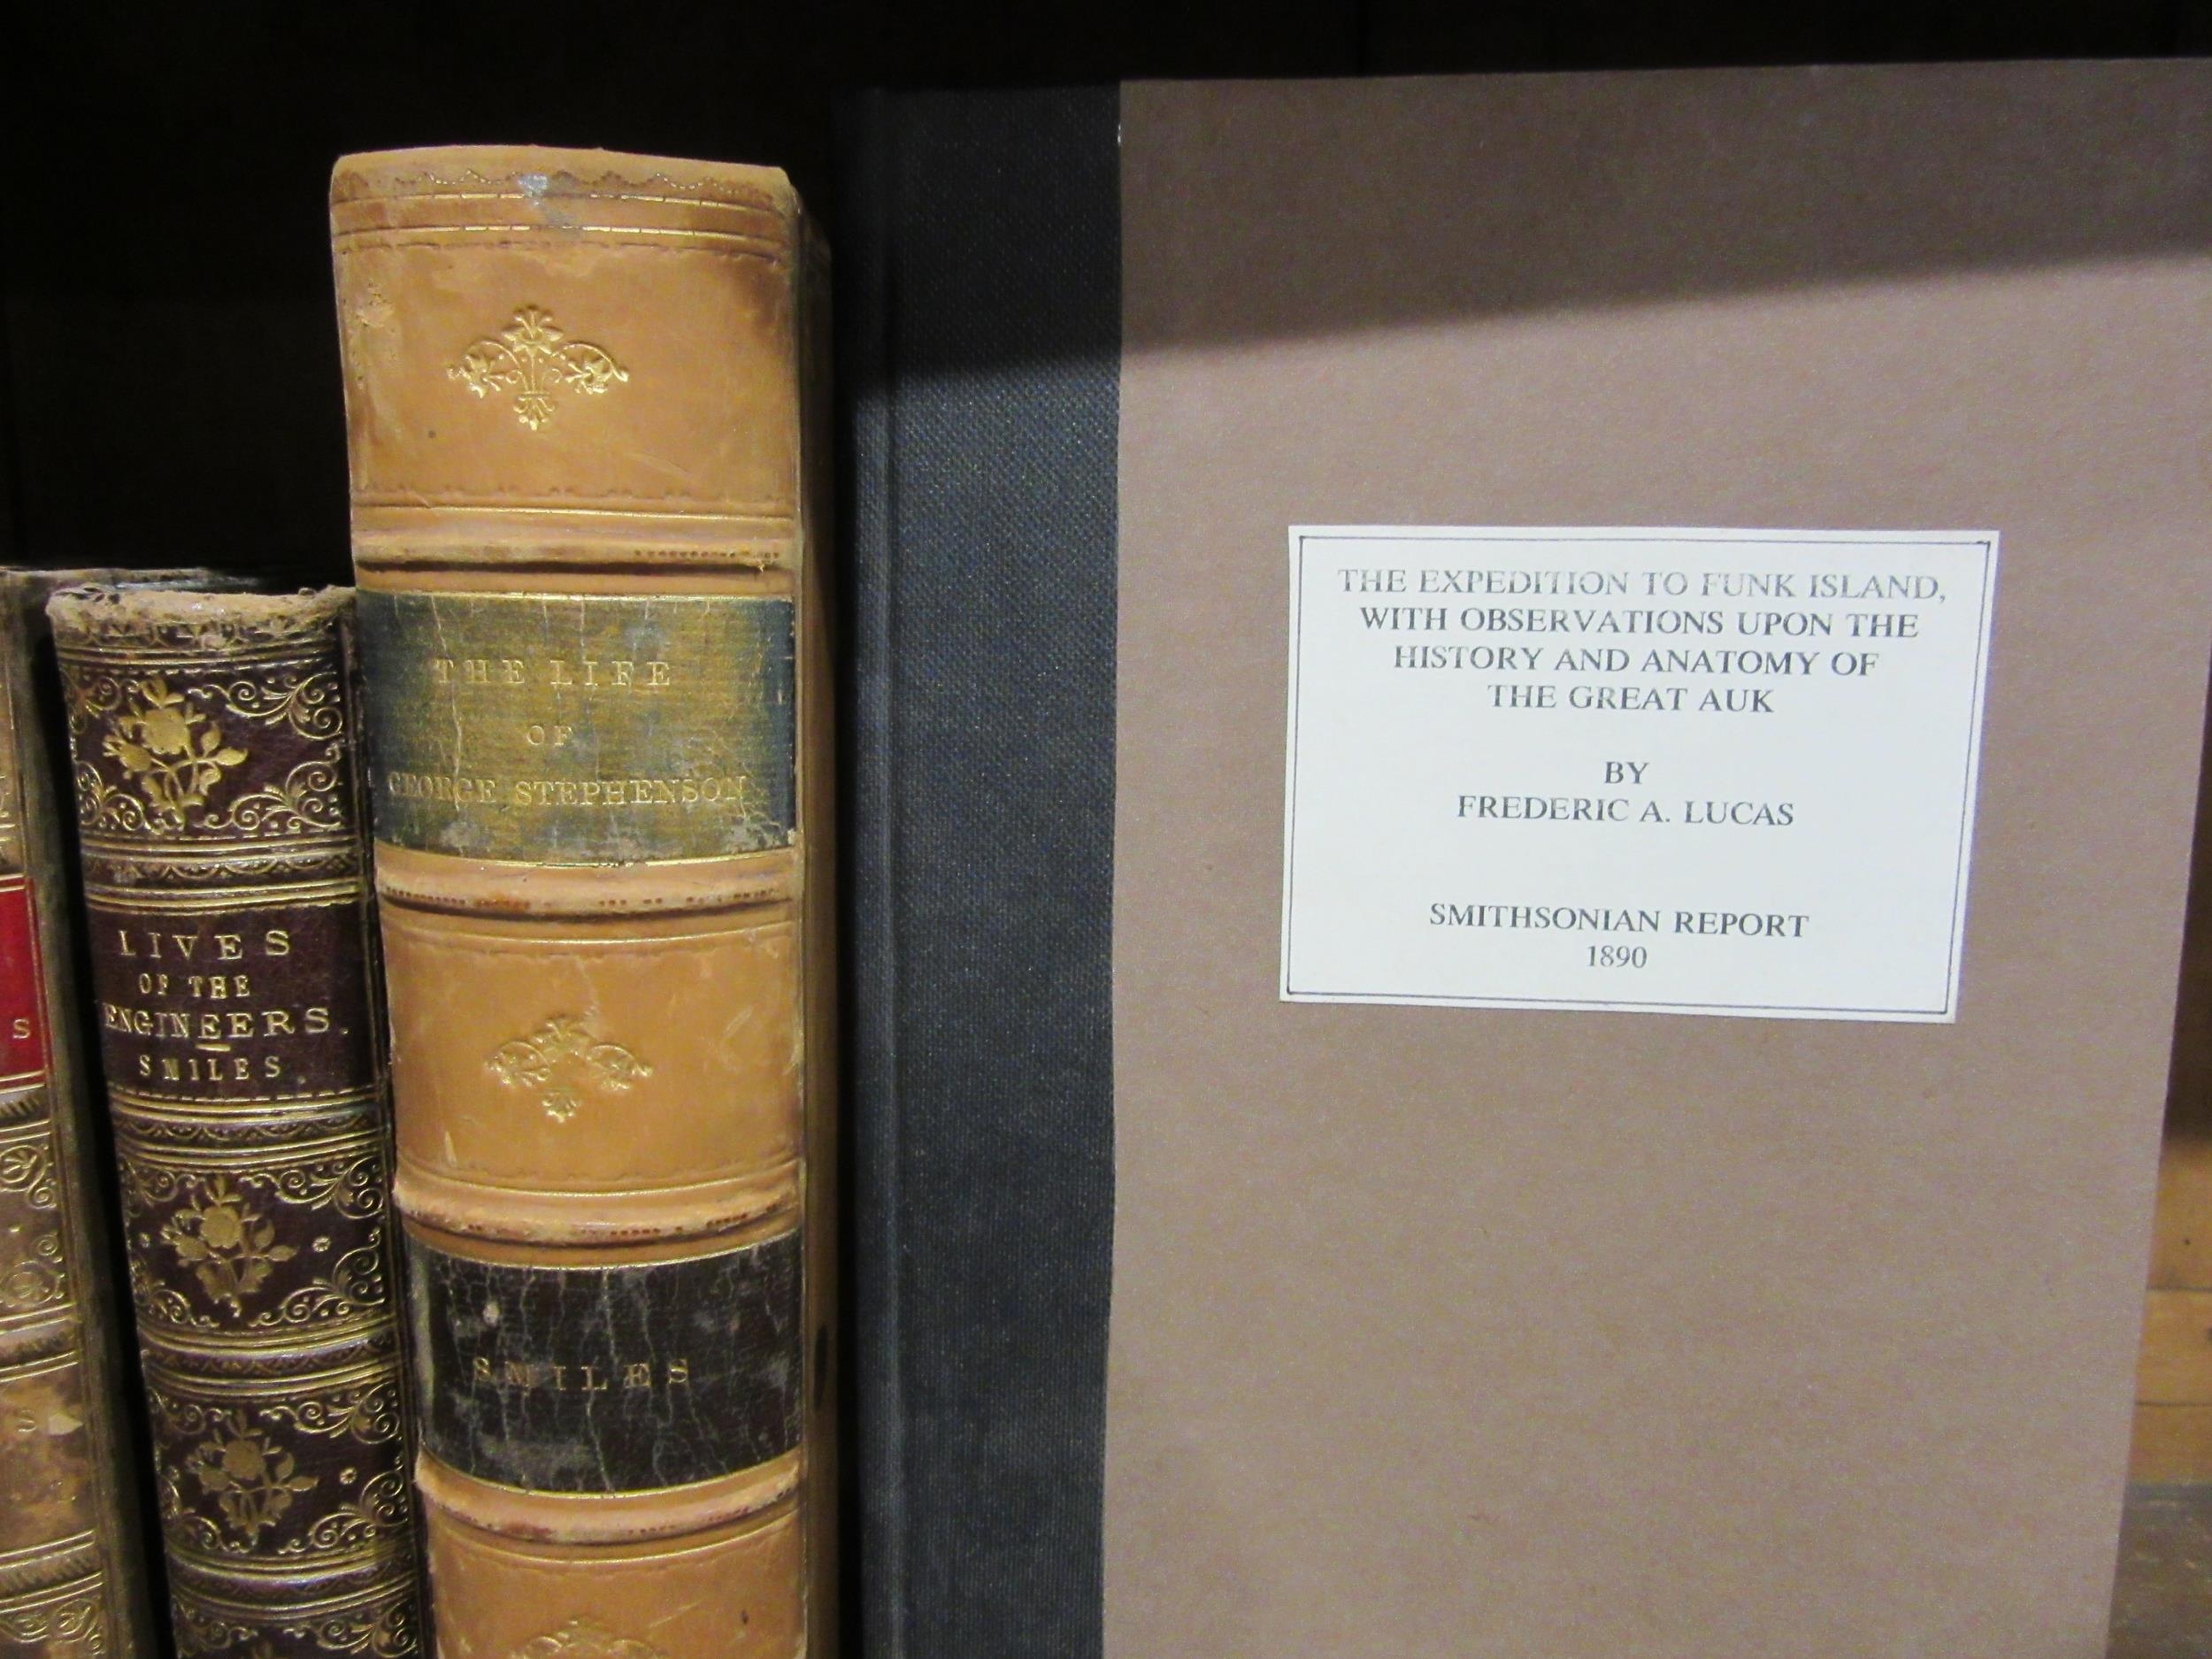 S
S
LIVES
OF THE
ENGINEERS.
SMILES
THE LIFE
OF
GEORGE STEPHENSON
SMILES
THE EXPEDITION TO FUNK ISLAND,
WITH OBSERVATIONS UPON THE
HISTORY AND ANATOMY OF
THE GREAT AUK
BY
FREDERIC A. LUCAS
SMITHSONIAN REPORT
1890